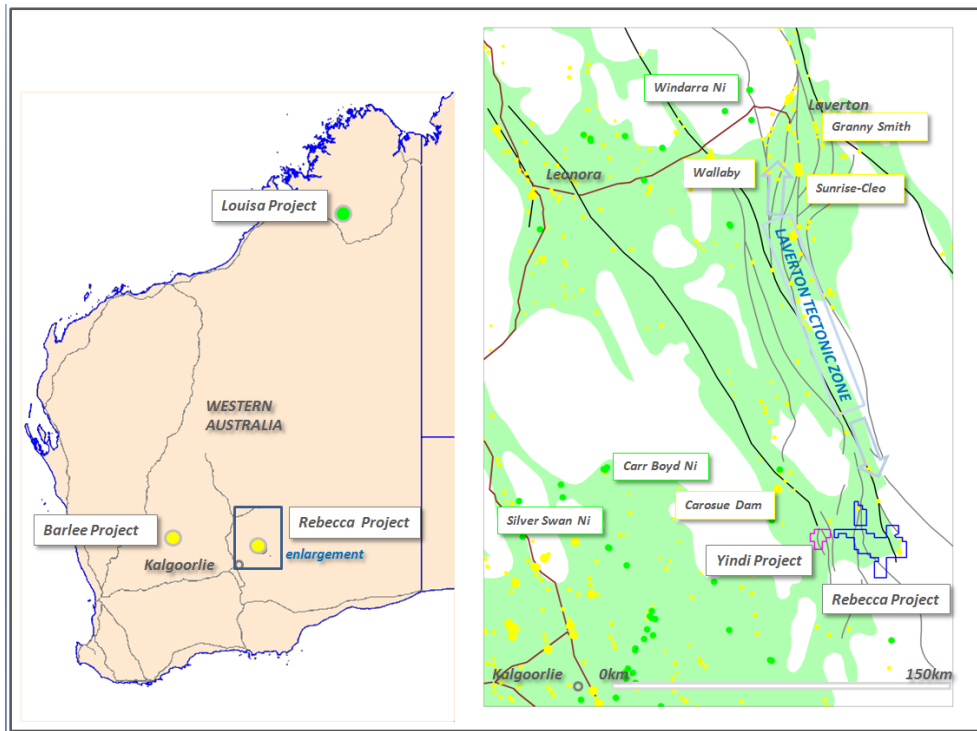 Louisa Project
WESTERN
AUSTRALIA
Barlee Project
Kalgoorlie
Rebecca Project
enlargement
Windarra Ni
Laverton
Granny Smith
Wallaby
Leonora
Sunrise-Cleo
LAVERTON TECTONIC ZONE
Carr Boyd Ni
Carosue Dam
Silver Swan Ni
Yindi Project
Rebecca Project
Kalgoorlie
0km
150km